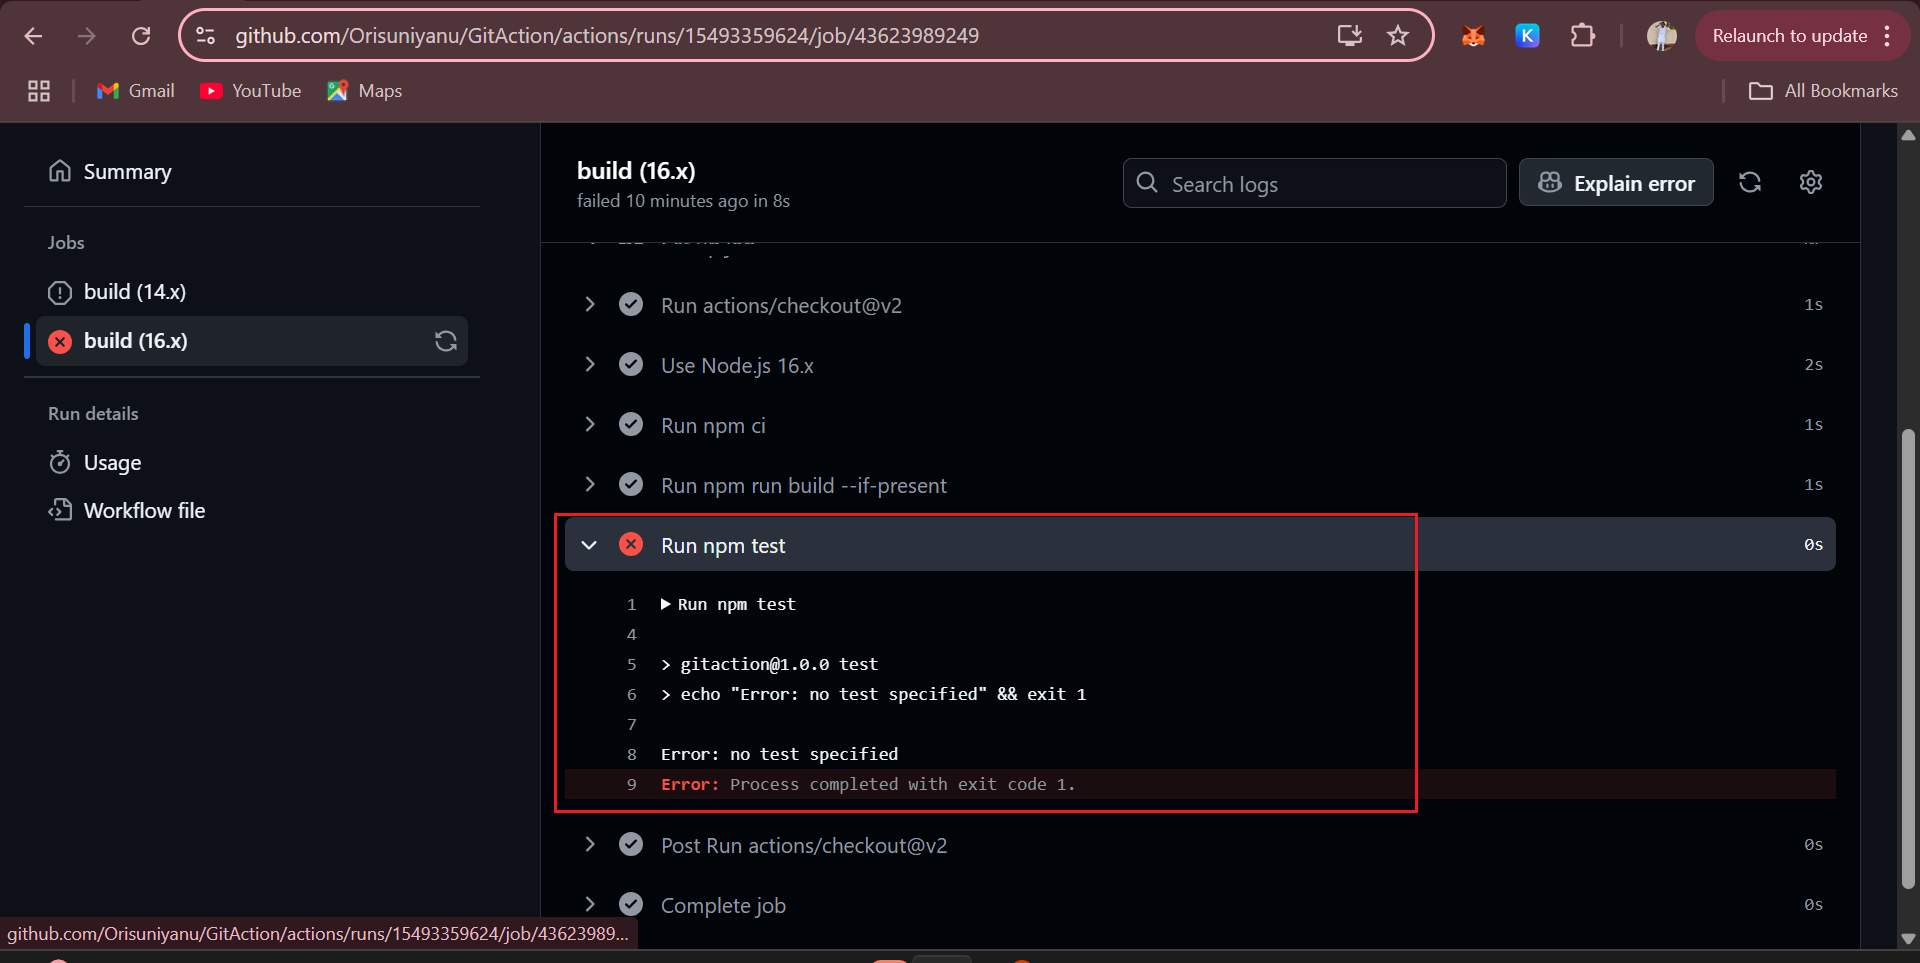 github.com/Orisuniyanu/GitAction/actions/runs/15493359624/job/43623989249
K
Relaunch to update
Gmail
YouTube
Maps
All Bookmarks
Summary
Jobs
build (14.x)
build (16.x)
Run details
Usage
Workflow file
build (16.x)
failed 10 minutes ago in 8s
Search logs
Explain error
Run actions/checkout@v2 1s
Use Node.js 16.x 2s
Run npm ci 1s
Run npm run build --if-present 1s
Run npm test 0s
1 Run npm test
4
5 > gitaction@1.0.0 test
6 > echo "Error: no test specified" && exit 1
7
8 Error: no test specified
9 Error: Process completed with exit code 1.
Post Run actions/checkout@v2 0s
Complete job 0s
github.com/Orisuniyanu/GitAction/actions/runs/15493359624/job/43623989...